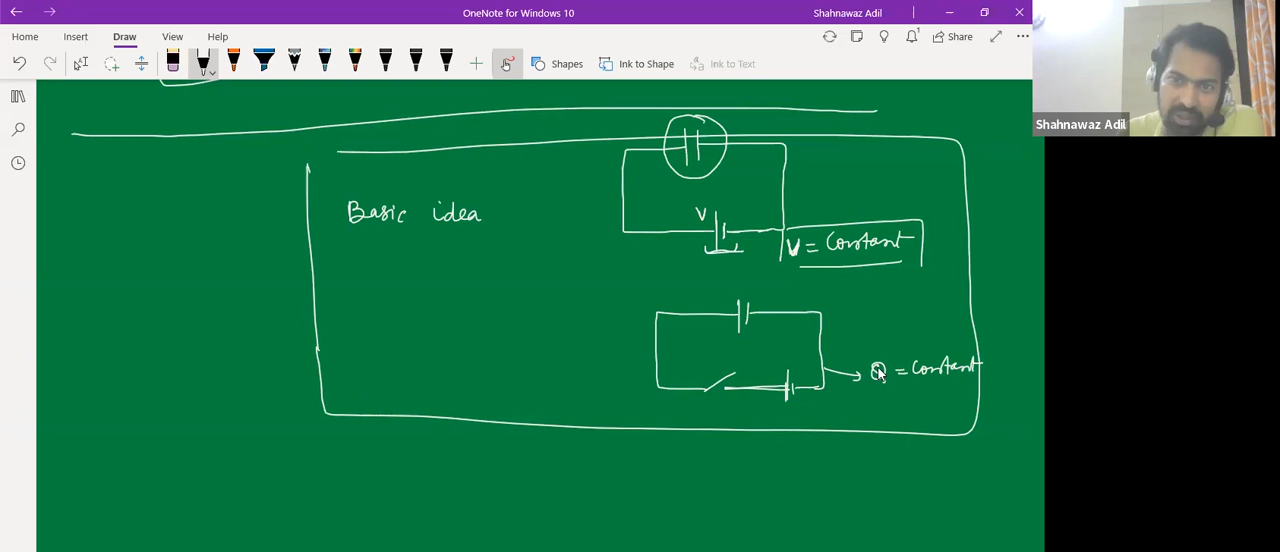 OneNote for Windows 10
Shahnawaz Adil
Home Insert Draw View Help
Share
Shapes Ink to Shape Ink to Text
Shahnawaz Adil
Basic idea
V
V = Constant
Q = Constant